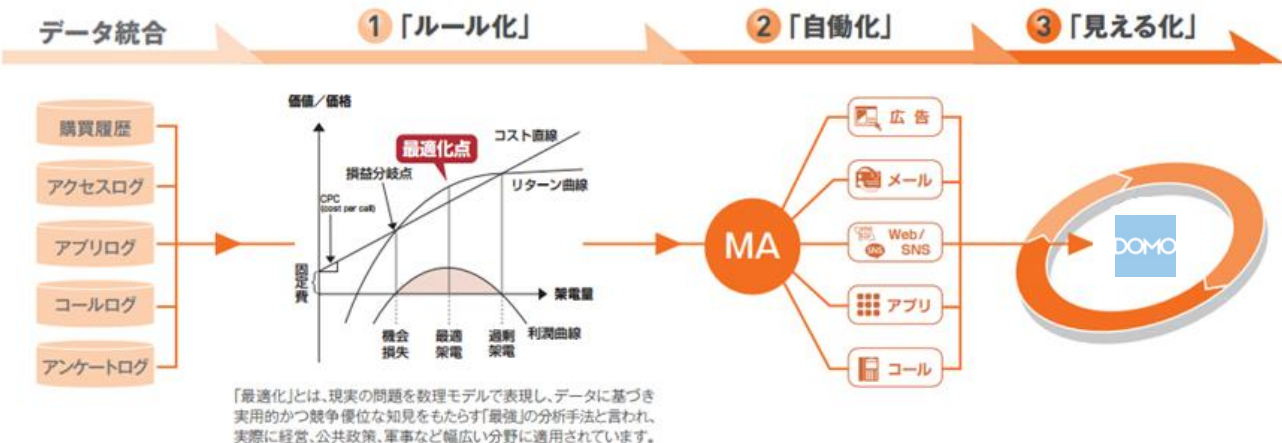 データ統合
1「ルール化」
2「自働化」
3「見える化」
購買履歴
アクセスログ
アプリログ
コールログ
アンケートログ
価値／価格
コスト直線
最適化点
損益分岐点
リターン曲線
CPC
(cost per call)
固定費
架電量
利潤曲線
機会
損失
最適
架電
過剰
架電
「最適化」とは、現実の問題を数理モデルで表現し、データに基づき
実用的かつ競争優位な知見をもたらす「最強」の分析手法と言われ、
実際に経営、公共政策、軍事など幅広い分野に適用されています。
MA
広告
メール
Web/
SNS
SNS
アプリ
コール
DOMO